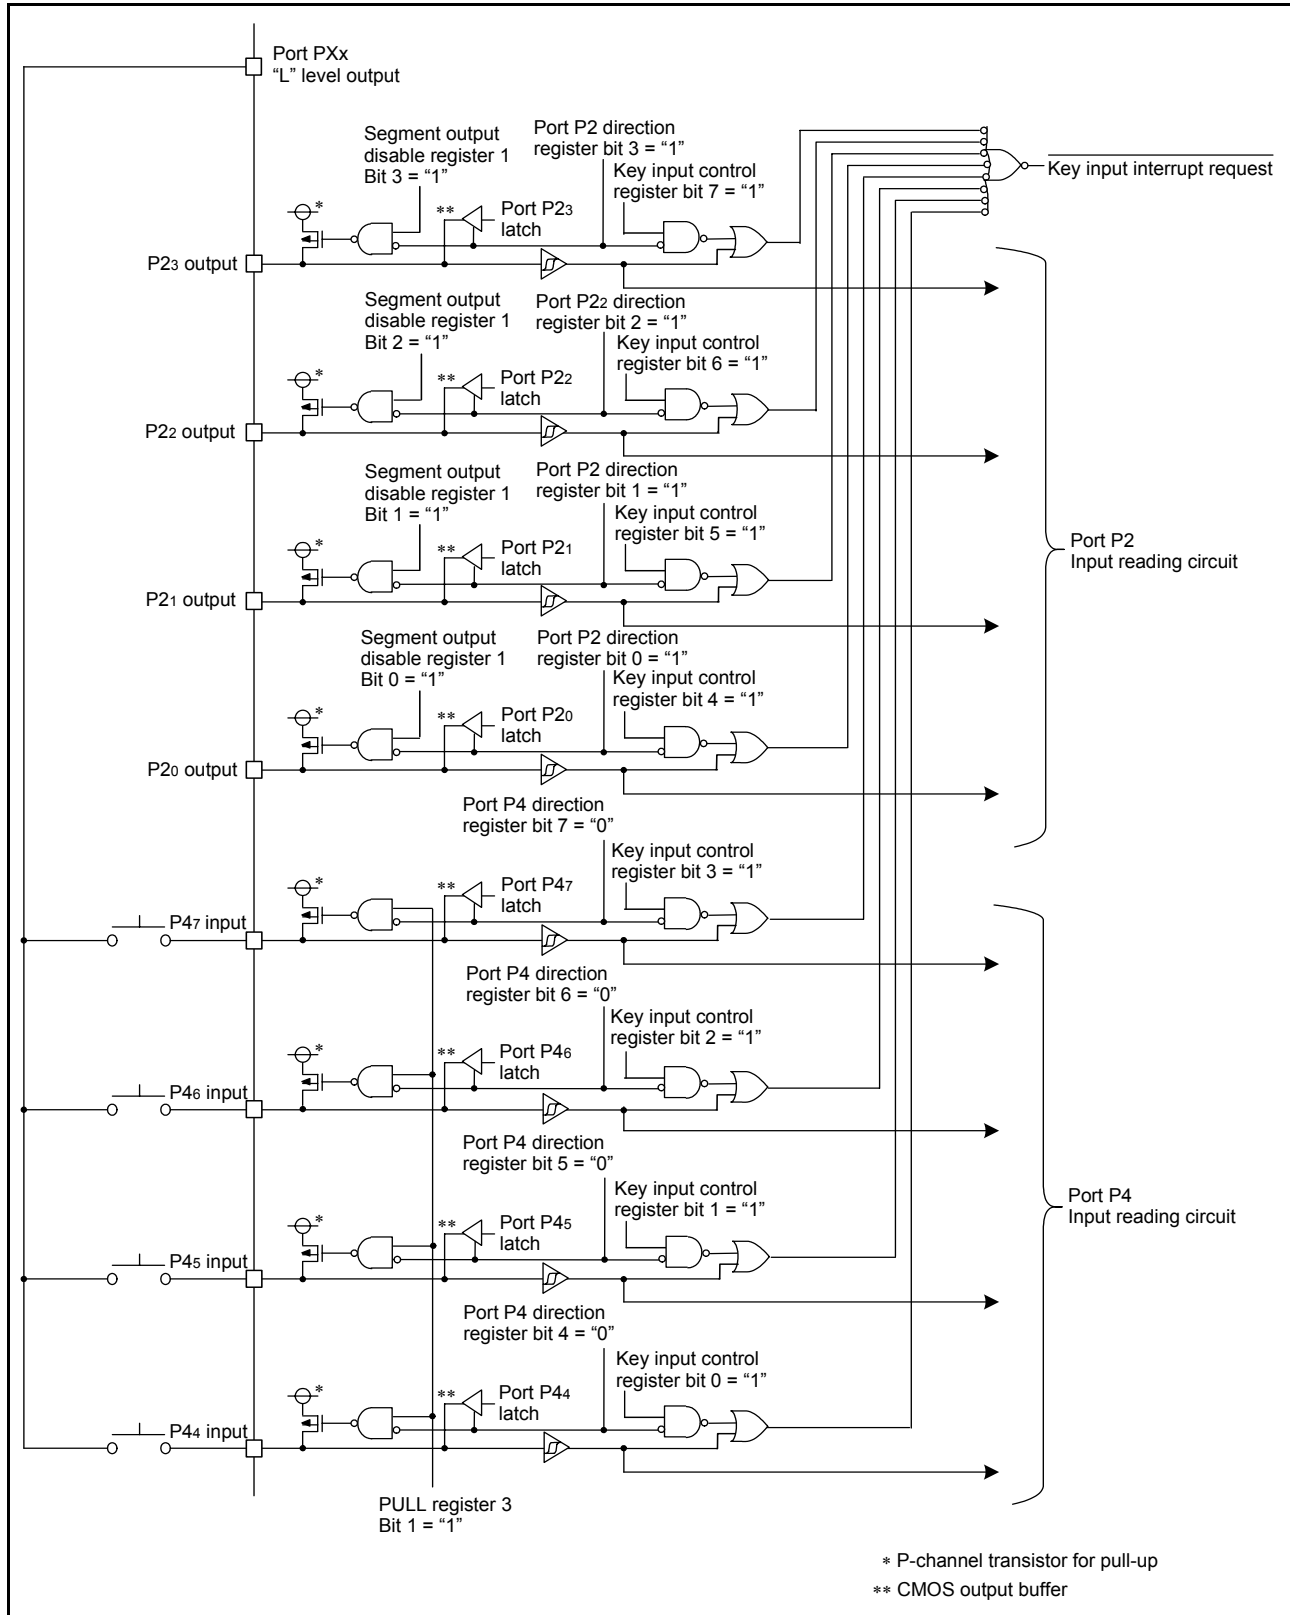 Port PXx
“L” level output
Segment output
disable register 1
Bit 3 = “1”
Port P2 direction
register bit 3 = “1”
Key input control
register bit 7 = “1”
Key input interrupt request
*
**
Port P23
latch
P23 output
Segment output
disable register 1
Bit 2 = “1”
Port P22 direction
register bit 2 = “1”
Key input control
register bit 6 = “1”
*
**
Port P22
latch
P22 output
Segment output
disable register 1
Bit 1 = “1”
Port P2 direction
register bit 1 = “1”
Key input control
register bit 5 = “1”
*
**
Port P21
latch
P21 output
Port P2
Input reading circuit
Segment output
disable register 1
Bit 0 = “1”
Port P2 direction
register bit 0 = “1”
Key input control
register bit 4 = “1”
*
**
Port P20
latch
P20 output
Port P4 direction
register bit 7 = “0”
Key input control
register bit 3 = “1”
*
**
Port P47
latch
P47 input
Port P4 direction
register bit 6 = “0”
Key input control
register bit 2 = “1”
*
**
Port P46
latch
P46 input
Port P4 direction
register bit 5 = “0”
Key input control
register bit 1 = “1”
*
**
Port P45
latch
P45 input
Port P4
Input reading circuit
Port P4 direction
register bit 4 = “0”
Key input control
register bit 0 = “1”
*
**
Port P44
latch
P44 input
PULL register 3
Bit 1 = “1”
* P-channel transistor for pull-up
** CMOS output buffer